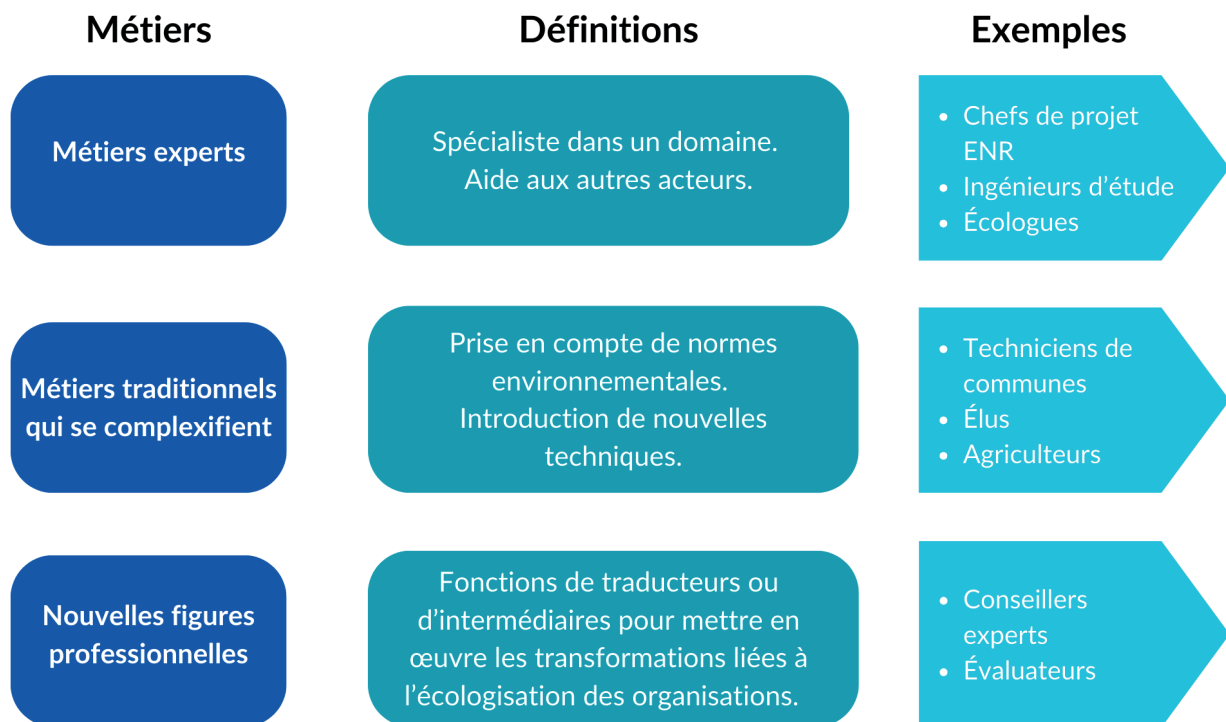 Métiers
Définitions
Exemples
Métiers experts
Spécialiste dans un domaine.
Aide aux autres acteurs.
• Chefs de projet
ENR
• Ingénieurs d'étude
• Écologues
Métiers traditionnels
qui se complexifient
Prise en compte de normes
environnementales.
Introduction de nouvelles
techniques.
• Techniciens de
communes
• Élus
• Agriculteurs
Nouvelles figures
professionnelles
Fonctions de traducteurs ou
d'intermédiaires pour mettre en
œuvre les transformations liées à
l'écologisation des organisations.
• Conseillers
experts
• Évaluateurs